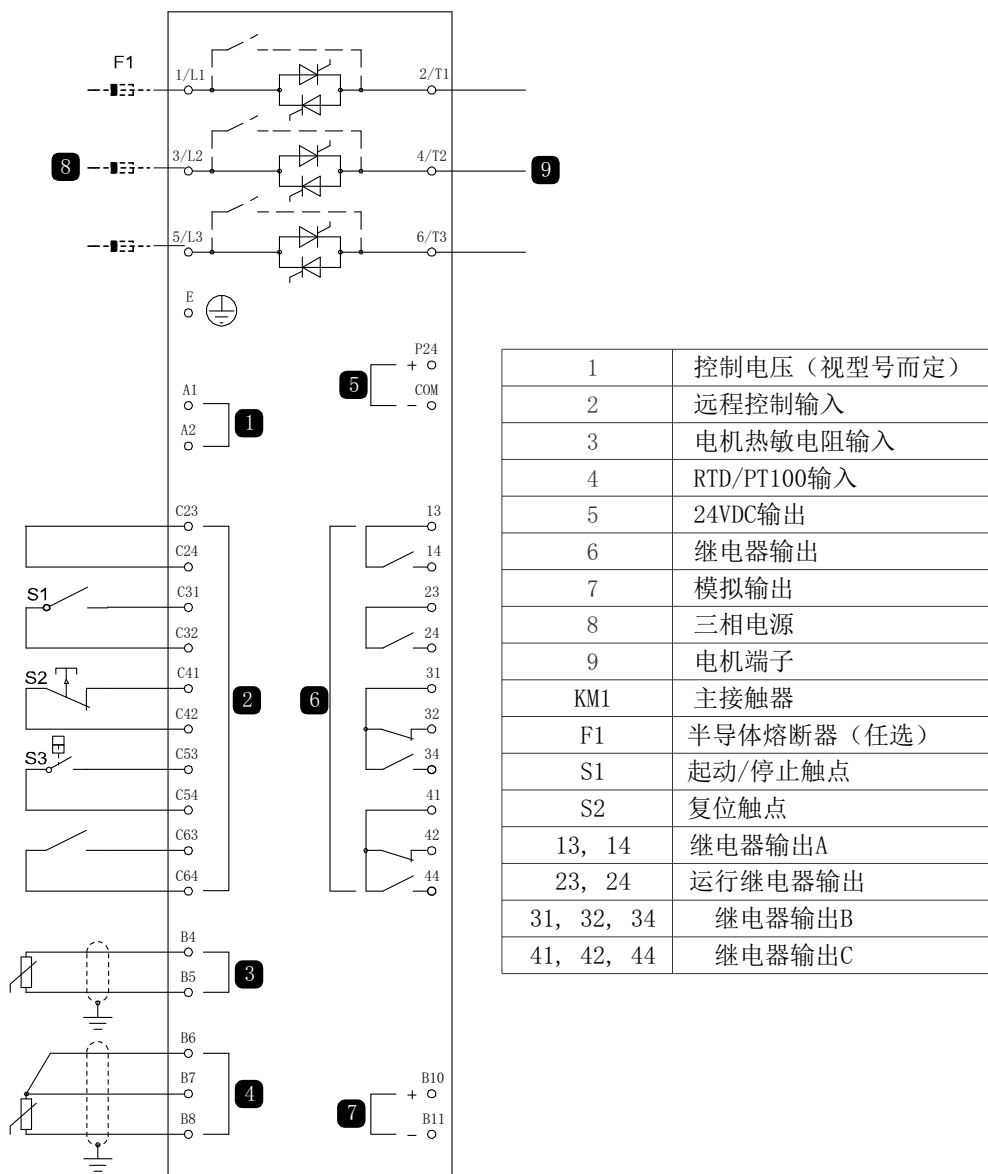 F1
1/L1
2/T1
8
3/L2
4/T2
9
5/L3
6/T3
E
P24
+
5
COM
−
A1
1
A2
C23
C24
S1
C31
C32
S2
C41
2
C42
S3
C53
C54
C63
C64
13
14
23
24
31
6
32
34
41
42
44
B4
3
B5
B6
B7
4
B8
B10
+
7
B11
−
1 控制电压（视型号而定）
2 远程控制输入
3 电机热敏电阻输入
4 RTD/PT100输入
5 24VDC输出
6 继电器输出
7 模拟输出
8 三相电源
9 电机端子
KM1 主接触器
F1 半导体熔断器（任选）
S1 起动/停止触点
S2 复位触点
13, 14 继电器输出A
23, 24 运行继电器输出
31, 32, 34 继电器输出B
41, 42, 44 继电器输出C